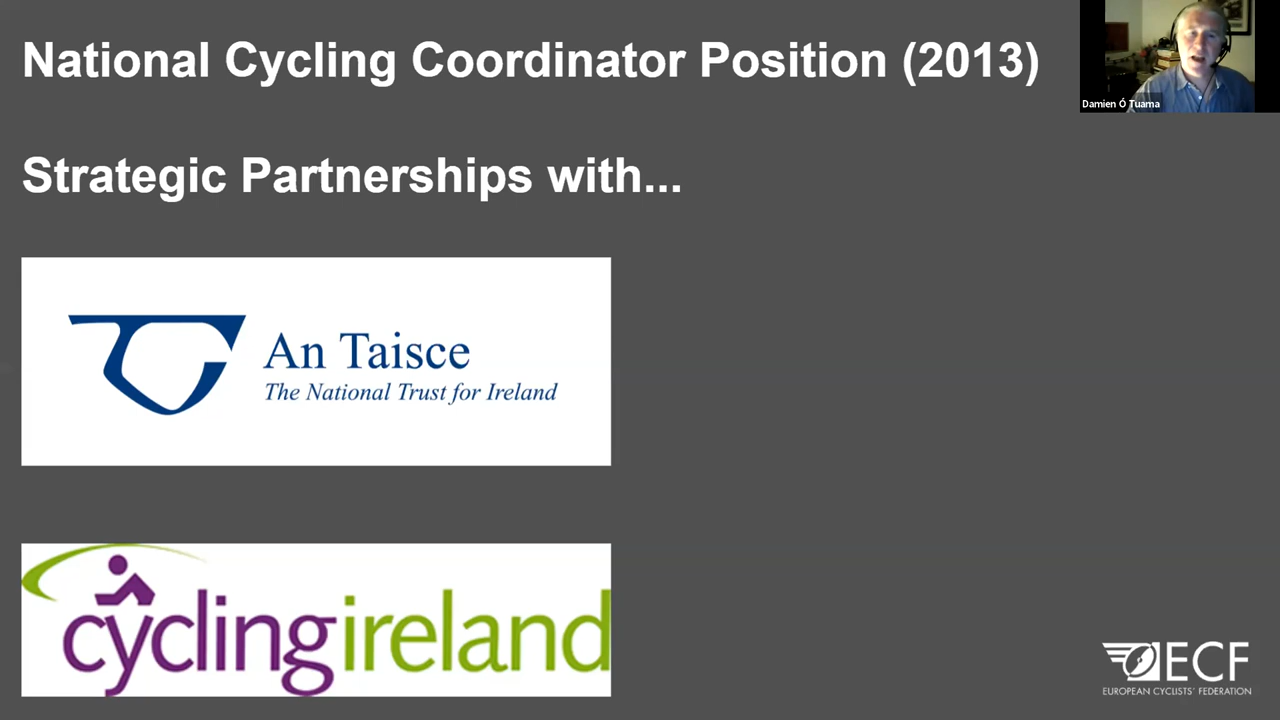 National Cycling Coordinator Position (2013)
Damien Ó Tuama
Strategic Partnerships with...
An Taisce
The National Trust for Ireland
cyclingireland
ECF
EUROPEAN CYCLISTS' FEDERATION